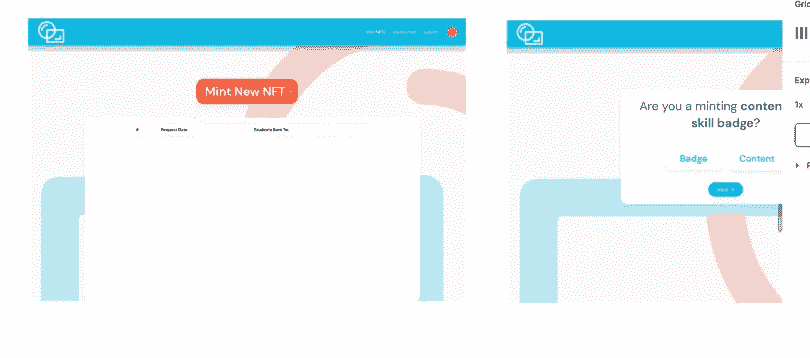 Mint New NFT
# Request Date Students Sent To:
Are you a minting conten
skill badge?
Badge Content
Next
Grid
Exp
1x